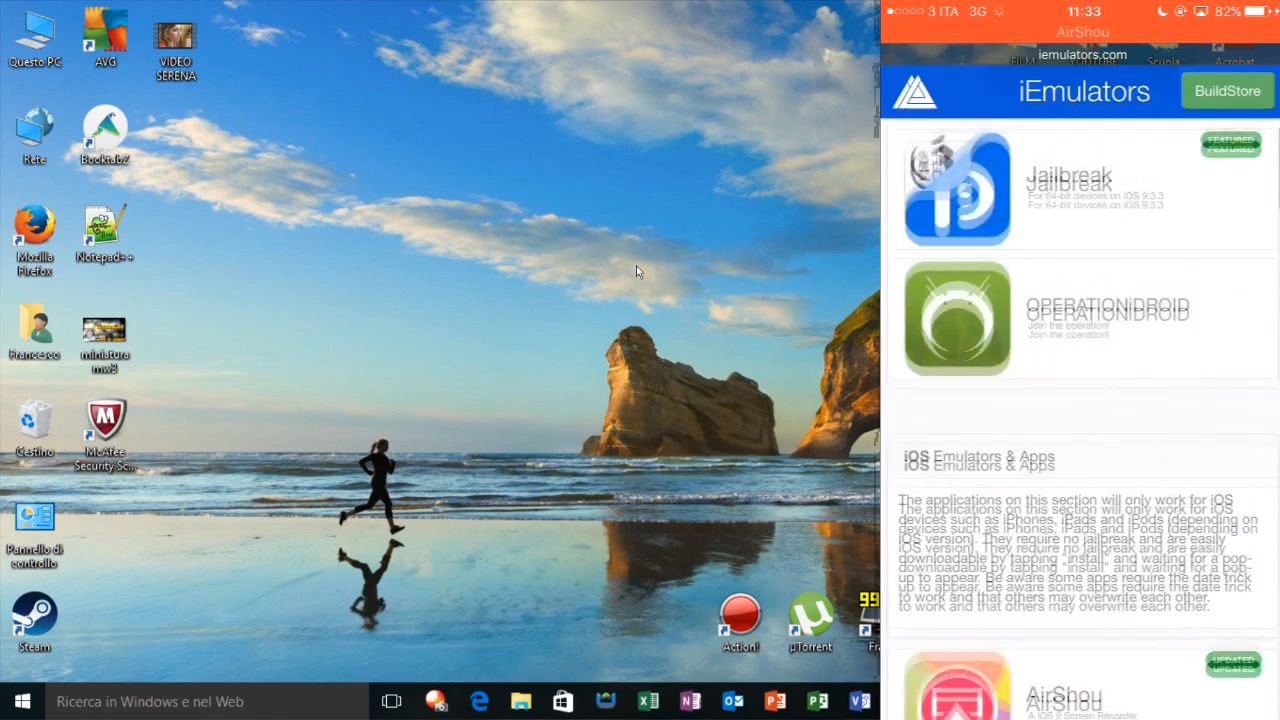 Questo PC
AVG
VIDEO
SERENA
Rete
BooktabZ
Mozilla
Firefox
Notepad++
Francesco
miniatura
mw3
Cestino
McAfee
Security Sc...
Pannello di
controllo
Steam
Action!
µTorrent
99
Fra
Ricerca in Windows e nel Web
3 ITA 3G 11:33 82%
AirShou
iemulators.com
Scuola
Acrobat
iEmulators
BuildStore
FEATURED
Jailbreak
For 64-bit devices on iOS 9.3.3
OPERATIONiDROID
Join the operation!
iOS Emulators & Apps
The applications on this section will only work for iOS
devices such as iPhones, iPads and iPods (depending on
iOS version). They require no jailbreak and are easily
downloadable by tapping "install" and waiting for a pop-
up to appear. Be aware some apps require the date trick
to work and that others may overwrite each other.
UPDATED
AirShou
A iOS 9 Screen Recorder